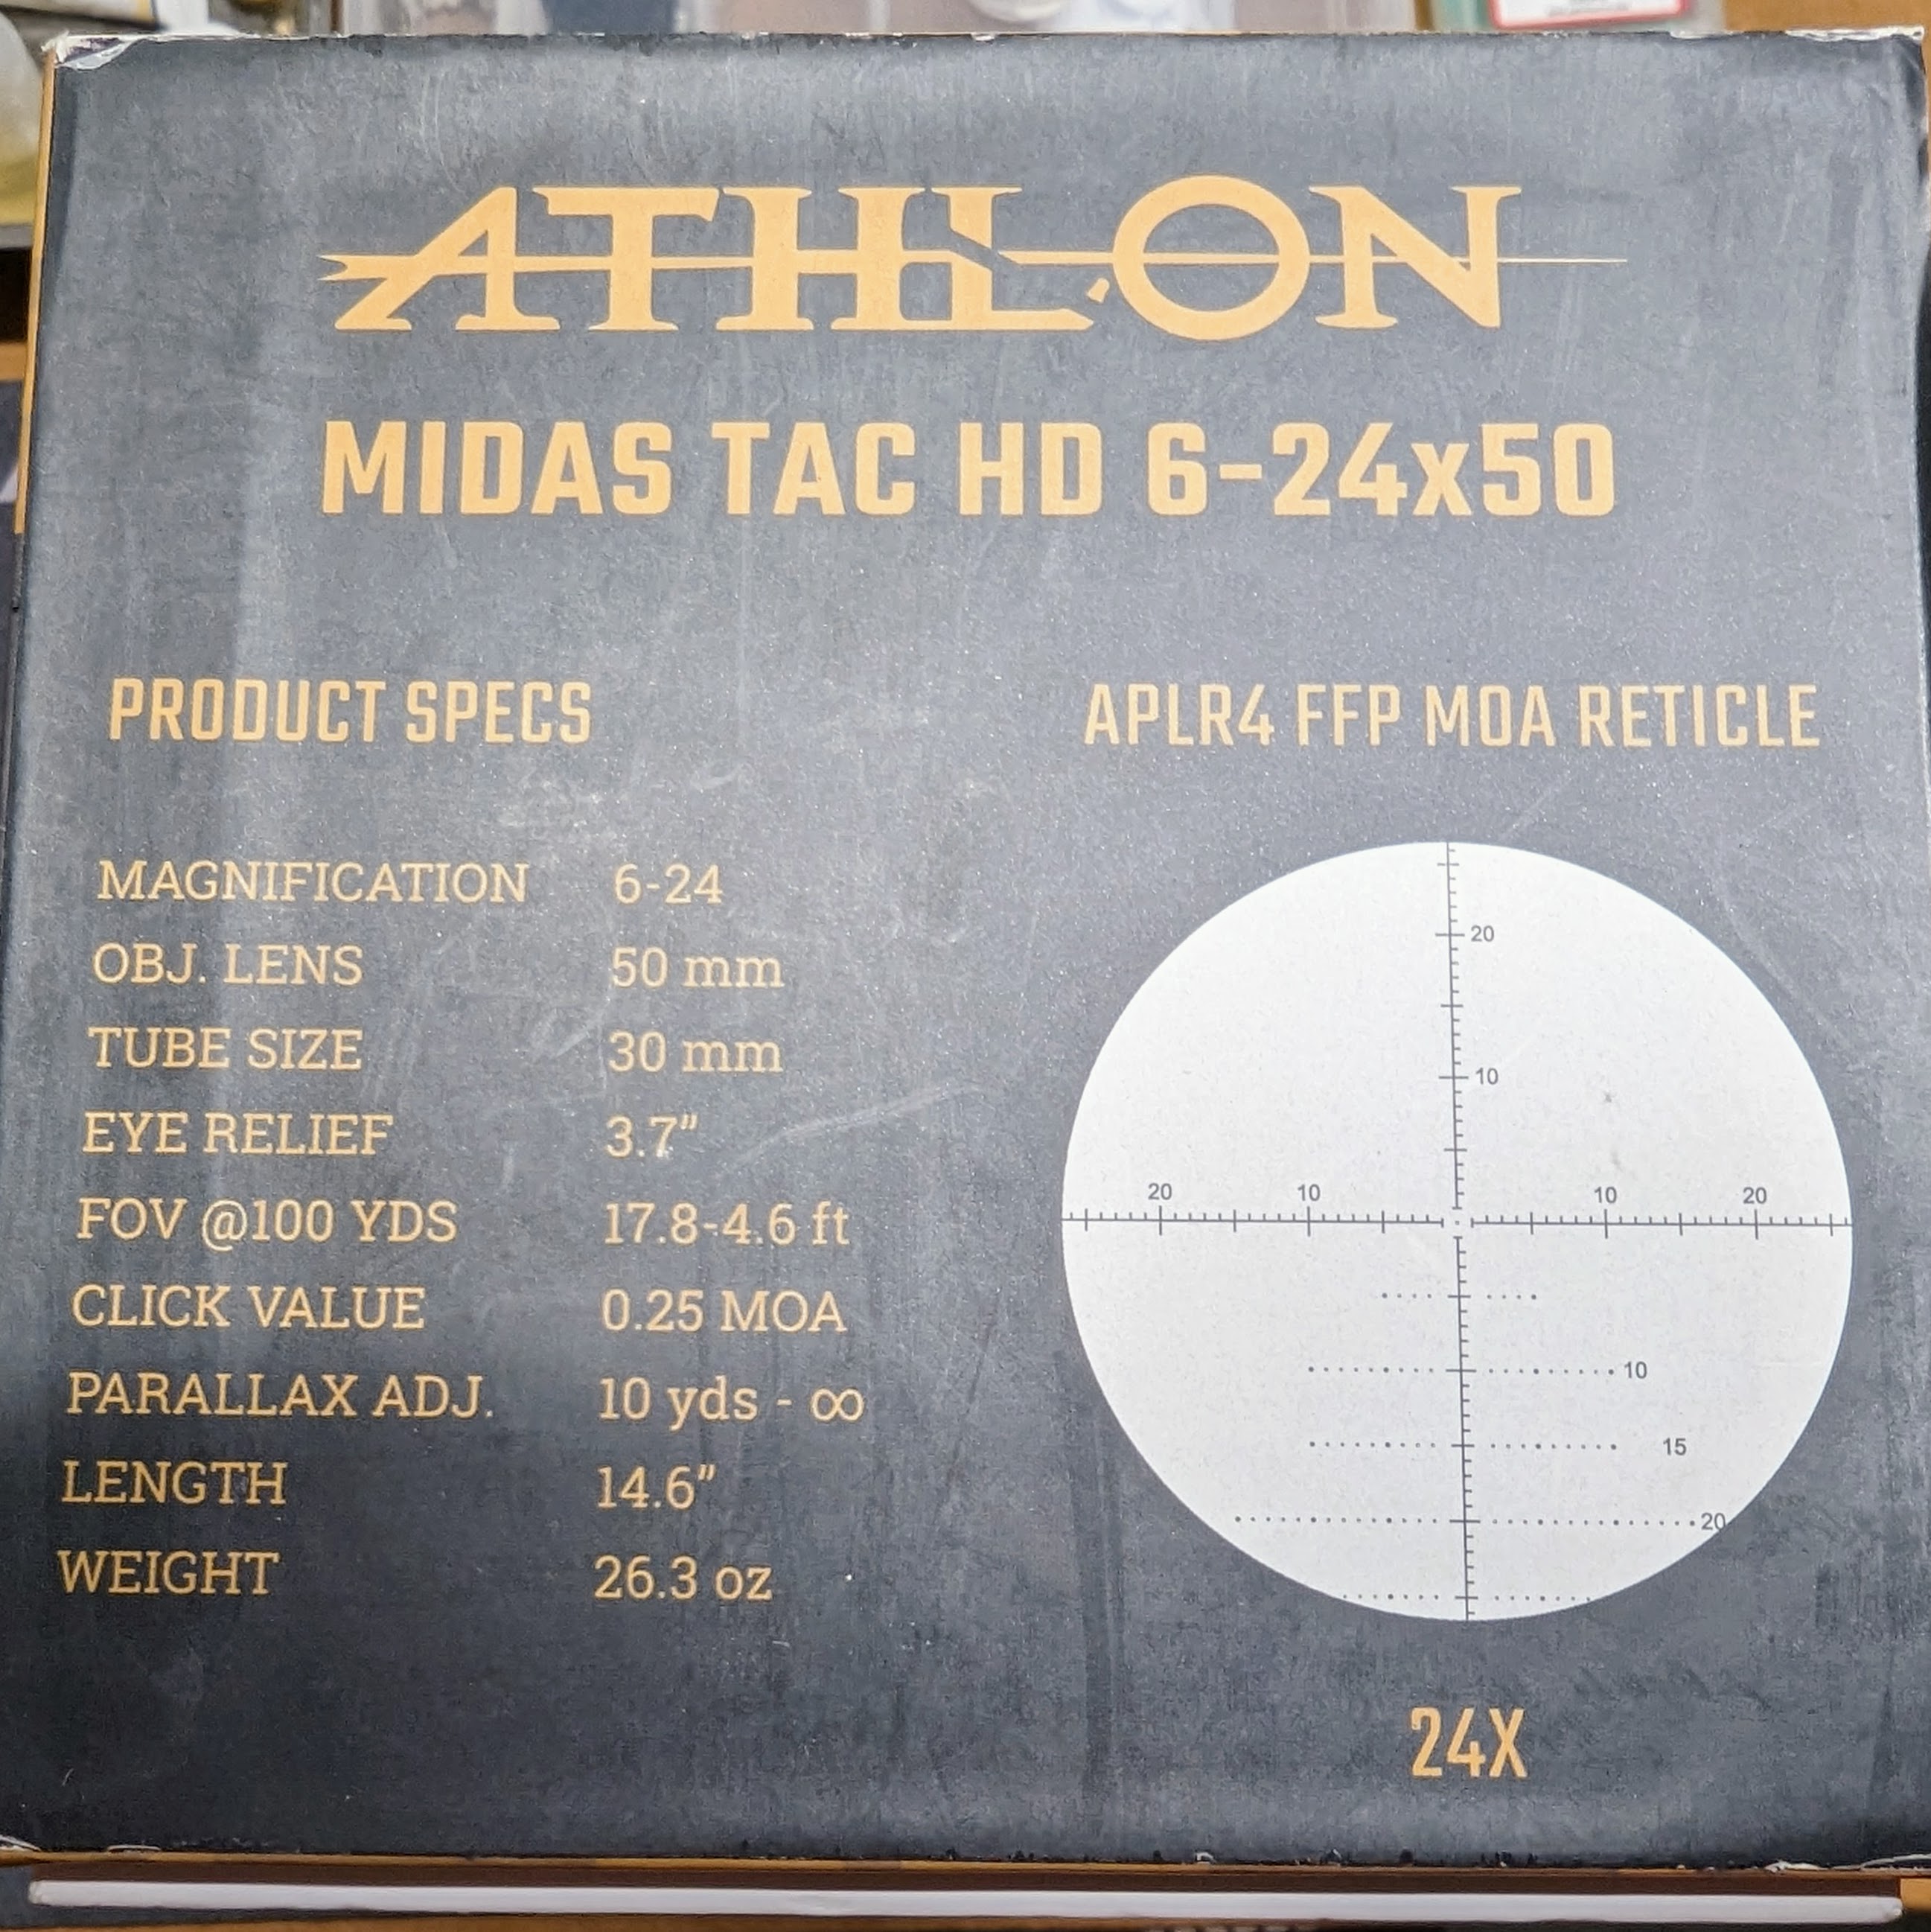 ATHLON
MIDAS TAC HD 6-24x50
PRODUCT SPECS
APLR4 FFP MOA RETICLE
MAGNIFICATION 6-24
OBJ. LENS 50 mm
TUBE SIZE 30 mm
EYE RELIEF 3.7"
FOV @100 YDS 17.8-4.6 ft
CLICK VALUE 0.25 MOA
PARALLAX ADJ. 10 yds - ∞
LENGTH 14.6"
WEIGHT 26.3 oz
20
10
20 10 10 20
10
15
20
24X